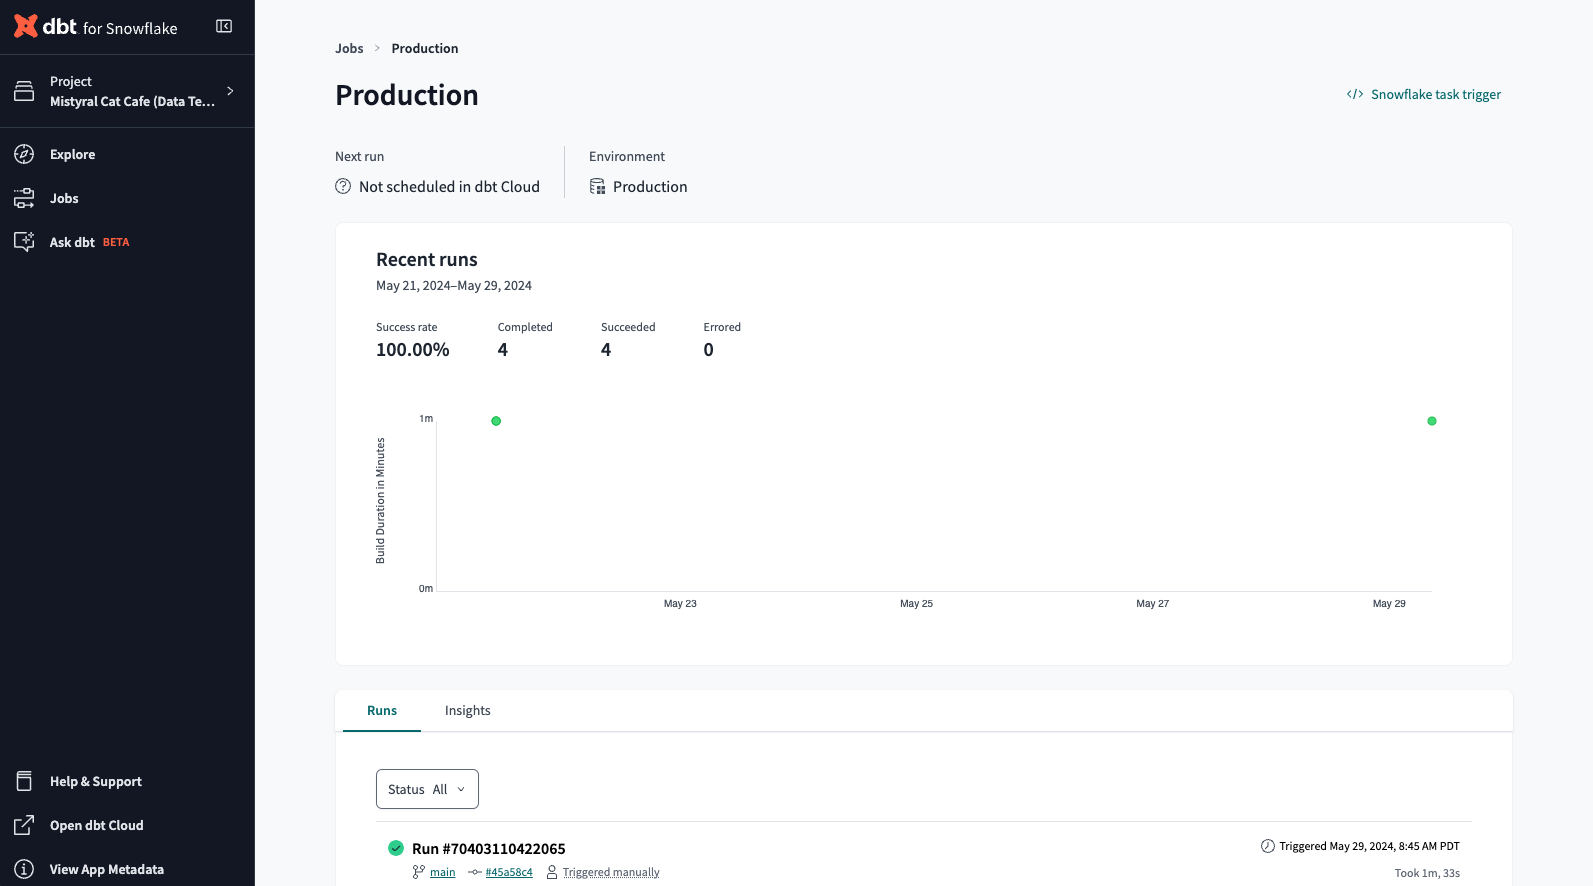 dbt for Snowflake
Project
Mistyral Cat Cafe (Data Te...
Explore
Jobs
Ask dbt BETA
Help & Support
Open dbt Cloud
View App Metadata
Jobs > Production
Production
</> Snowflake task trigger
Next run
Not scheduled in dbt Cloud
Environment
Production
Recent runs
May 21, 2024–May 29, 2024
Success rate
100.00%
Completed
4
Succeeded
4
Errored
0
Build Duration in Minutes
1m
0m
May 23
May 25
May 27
May 29
Runs
Insights
Status All
Run #70403110422065
main #45a58c4 Triggered manually
Triggered May 29, 2024, 8:45 AM PDT
Took 1m, 33s